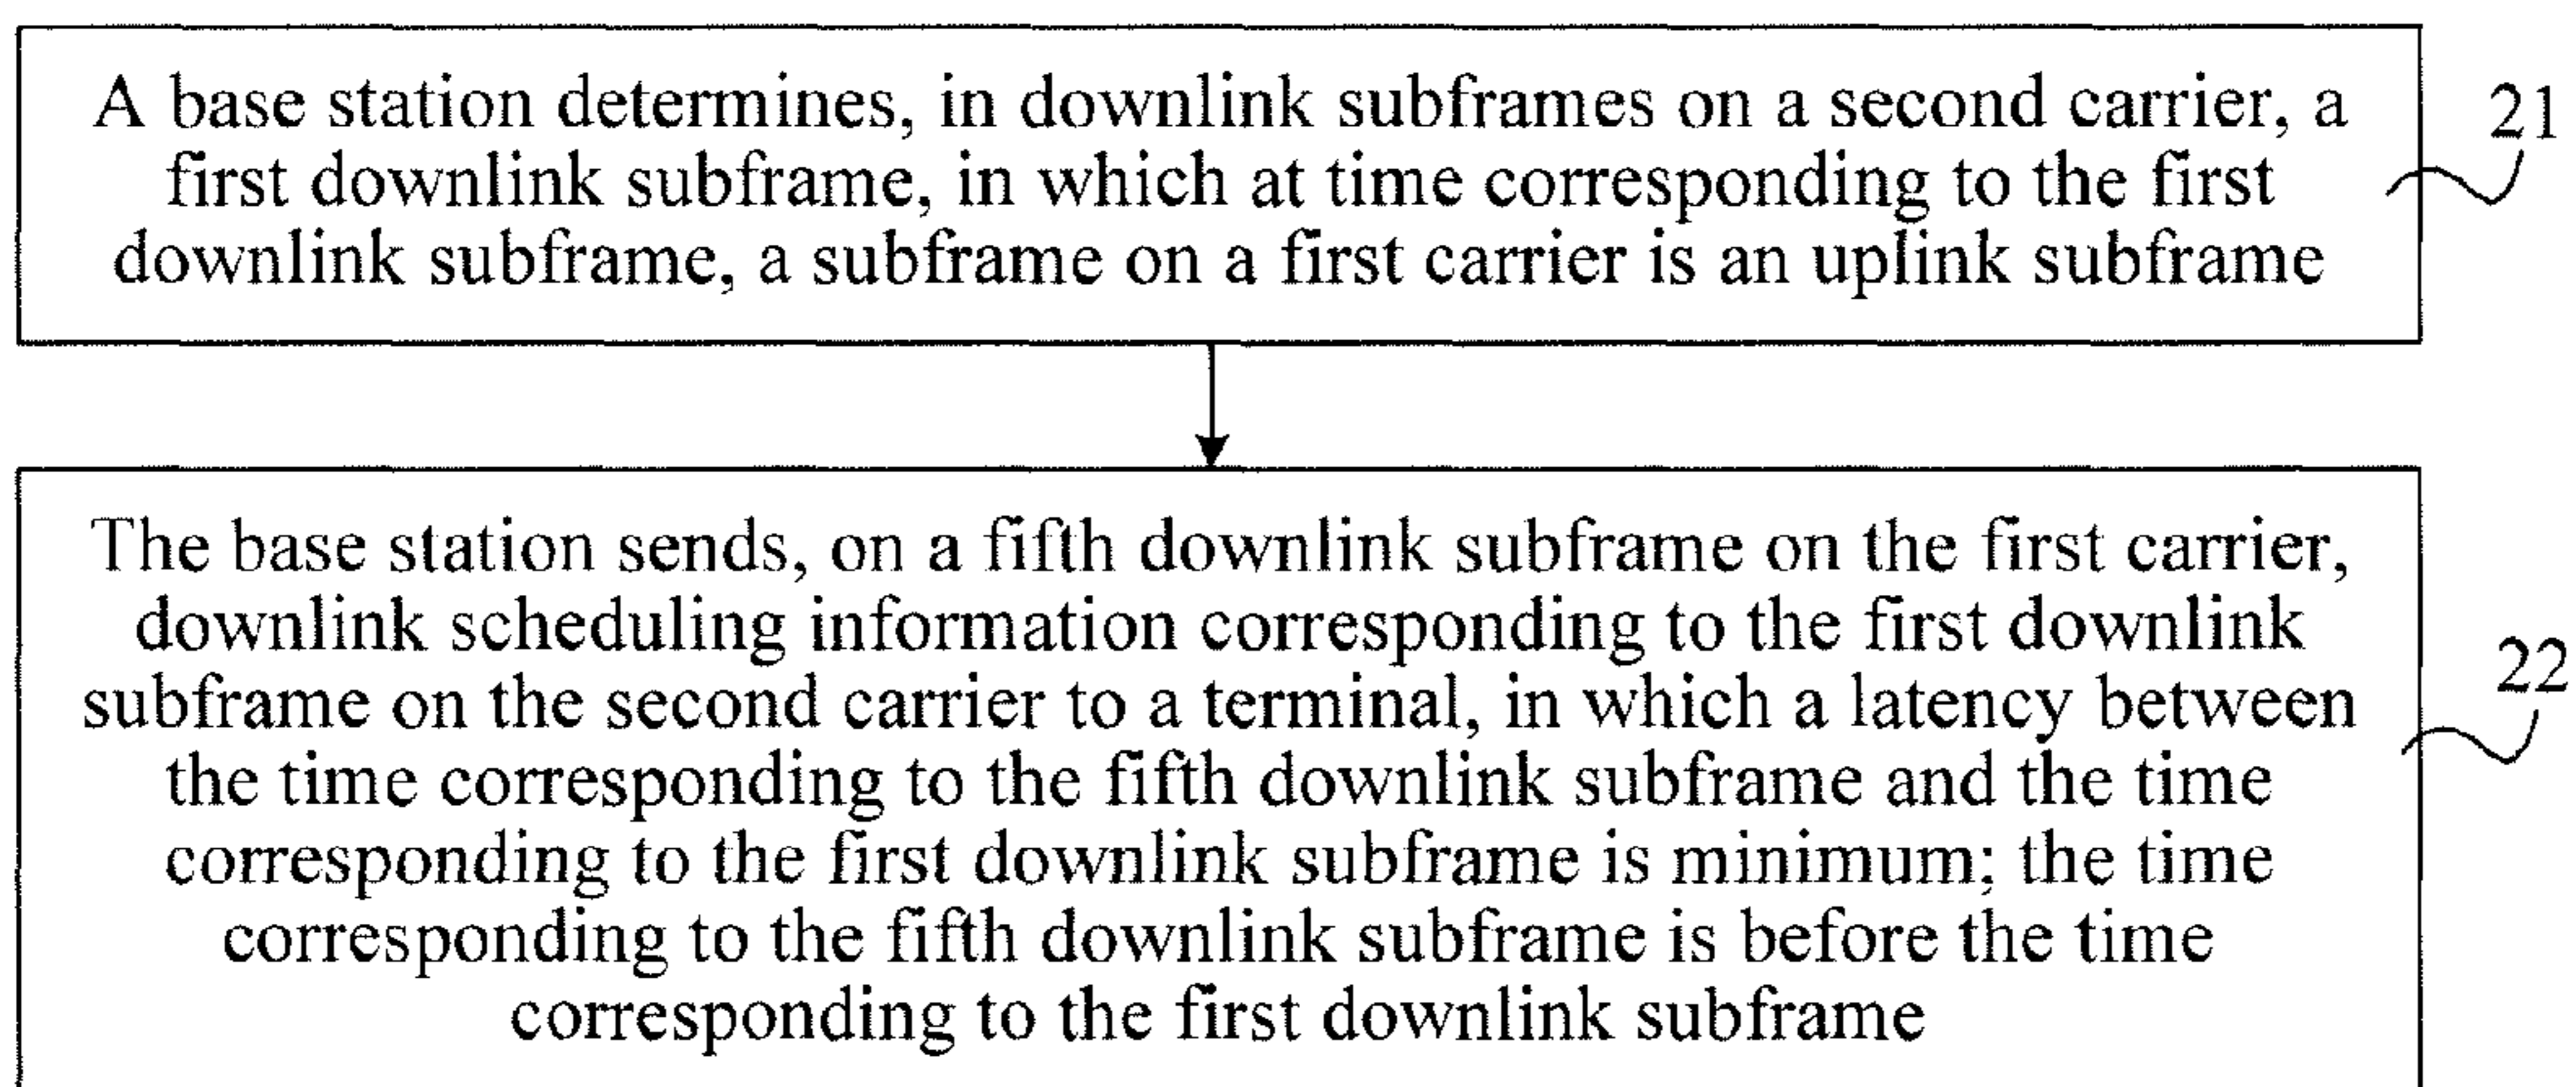 A base station determines, in downlink subframes on a second carrier, a
first downlink subframe, in which at time corresponding to the first
downlink subframe, a subframe on a first carrier is an uplink subframe
21
The base station sends, on a fifth downlink subframe on the first carrier,
downlink scheduling information corresponding to the first downlink
subframe on the second carrier to a terminal, in which a latency between
the time corresponding to the fifth downlink subframe and the time
corresponding to the first downlink subframe is minimum; the time
corresponding to the fifth downlink subframe is before the time
corresponding to the first downlink subframe
22